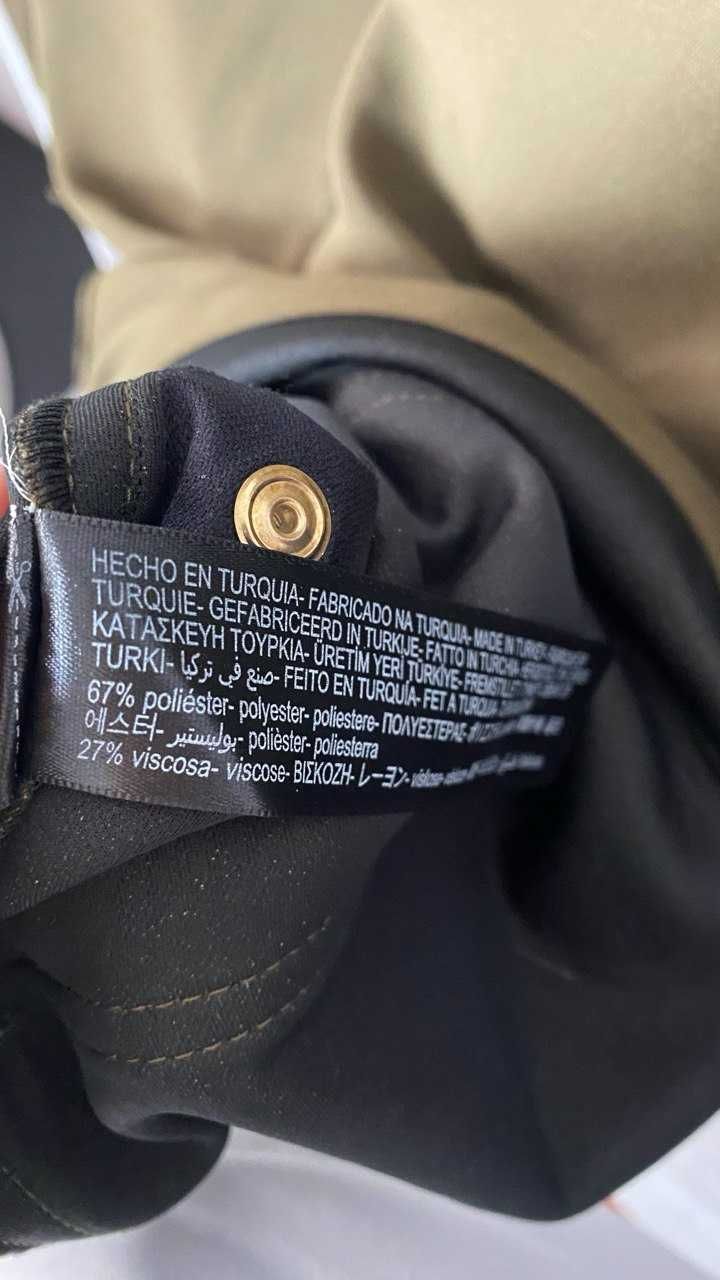 HECHO EN TURQUIA- FABRICADO NA TURQUIA- MADE IN TURKEY-
TURQUIE- GEFABRICEERD IN TURKIJE- FATTO IN TURCHIA-
ΚΑΤΑΣΚΕΥΗ ΤΟΥΡΚΙΑ- ÜRETİM YERİ TÜRKİYE-
TURKI- صنع في تركيا- FEITO EN TURQUÍA- FET A
67% poliéster- polyester- poliestere- ΠΟΛΥΕΣΤΕΡΑΣ-
에스터- بوليستير- polièster- poliesterra
27% viscosa- viscose- ΒΙΣΚΟΖΗ- レーヨン-